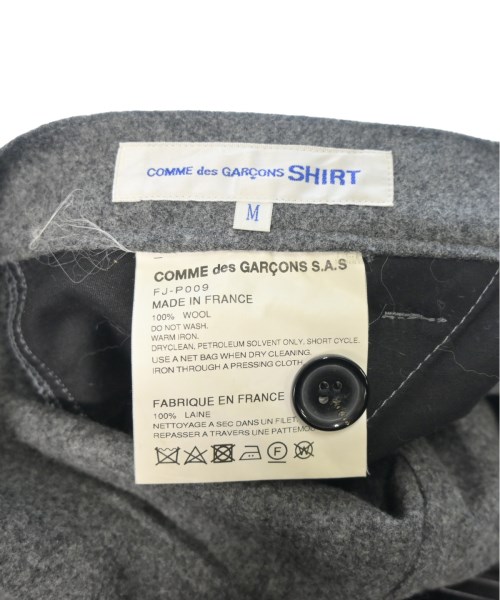 COMME des GARÇONS SHIRT
M
COMME des GARÇONS S.A.S
FJ-P009
MADE IN FRANCE
100% WOOL
DO NOT WASH.
WARM IRON.
DRYCLEAN, PETROLEUM SOLVENT ONLY, SHORT CYCLE.
USE A NET BAG WHEN DRY CLEANING.
IRON THROUGH A PRESSING CLOTH.
FABRIQUE EN FRANCE
100% LAINE
NETTOYAGE A SEC DANS UN FILET
REPASSER A TRAVERS UNE PATTEMOUILLE
F W